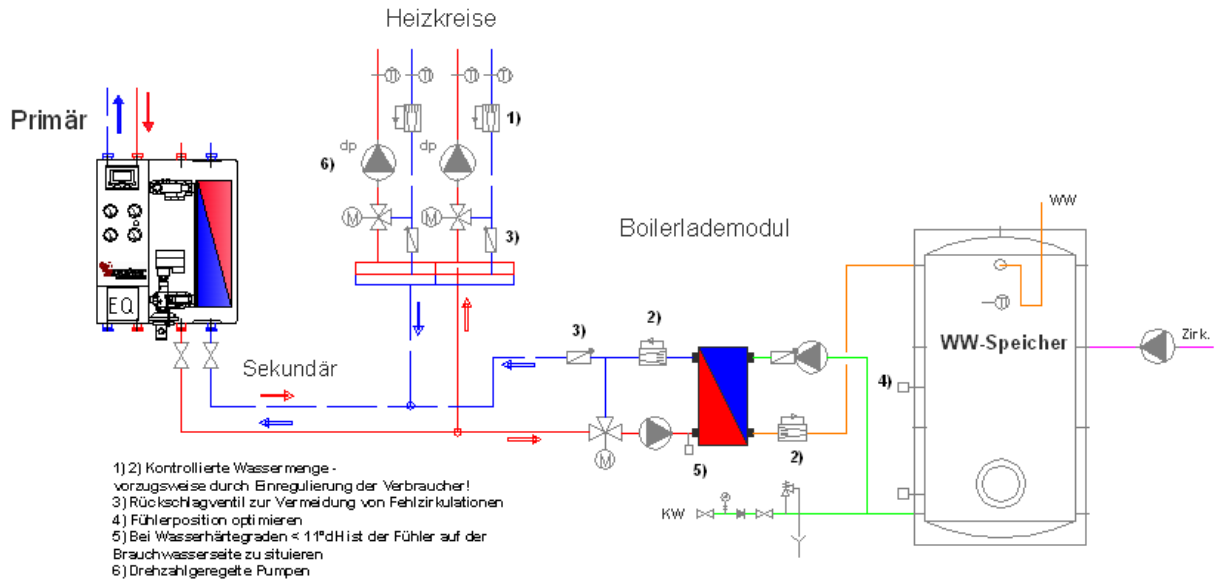 Heizkreise
Primär
1)
dp
dp
6)
M
M
3)
Boilerlademodul
WW
EQ
3)
2)
WW-Speicher
Zirk.
Sekundär
4)
M
5)
2)
KW
1) 2) Kontrollierte Wassermenge -
vorzugsweise durch Einregulierung der Verbraucher!
3) Rückschlagventil zur Vermeidung von Fehlzirkulationen
4) Fühlerposition optimieren
5) Bei Wasserhärtegraden < 11°dH ist der Fühler auf der
Brauchwasserseite zu situieren
6) Drehzahlgeregelte Pumpen